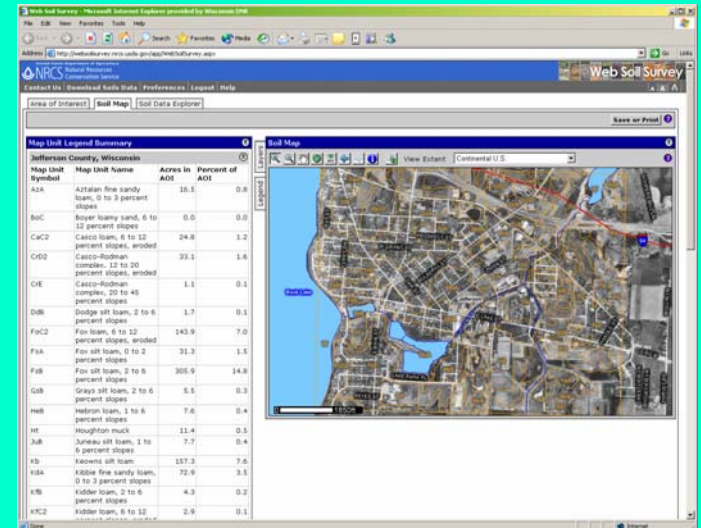 Web Soil Survey - Microsoft Internet Explorer provided by Wisconsin DNR
File Edit View Favorites Tools Help
Back Search Favorites Media
Address http://websoilsurvey.nrcs.usda.gov/app/WebSoilSurvey.aspx Go Links
United States Department of Agriculture
NRCS Natural Resources Conservation Service
Web Soil Survey
Contact Us Download Soils Data Preferences Logout Help A A A
Area of Interest Soil Map Soil Data Explorer
Save or Print
Map Unit Legend Summary
Jefferson County, Wisconsin
Map Unit Symbol Map Unit Name Acres in AOI Percent of AOI
AzA Aztalan fine sandy loam, 0 to 3 percent slopes 16.5 0.8
BoC Boyer loamy sand, 6 to 12 percent slopes 0.0 0.0
CaC2 Casco loam, 6 to 12 percent slopes, eroded 24.8 1.2
CrD2 Casco-Rodman complex, 12 to 20 percent slopes, eroded 33.1 1.6
CrE Casco-Rodman complex, 20 to 45 percent slopes 1.1 0.1
DdB Dodge silt loam, 2 to 6 percent slopes 1.7 0.1
FoC2 Fox loam, 6 to 12 percent slopes, eroded 143.9 7.0
FsA Fox silt loam, 0 to 2 percent slopes 31.3 1.5
FsB Fox silt loam, 2 to 6 percent slopes 305.9 14.8
GsB Grays silt loam, 2 to 6 percent slopes 5.5 0.3
HeB Hebron loam, 1 to 6 percent slopes 7.6 0.4
Ht Houghton muck 11.4 0.5
JuB Juneau silt loam, 1 to 6 percent slopes 7.7 0.4
Kb Keowns silt loam 157.3 7.6
KdA Kibbie fine sandy loam, 0 to 3 percent slopes 72.9 3.5
KfB Kidder loam, 2 to 6 percent slopes 4.3 0.2
KfC2 Kidder loam, 6 to 12 percent slopes, eroded 2.9 0.1
Layers
Legend
Soil Map
View Extent Continental U.S.
Rock Lake
94
0 1850ft
Done Internet